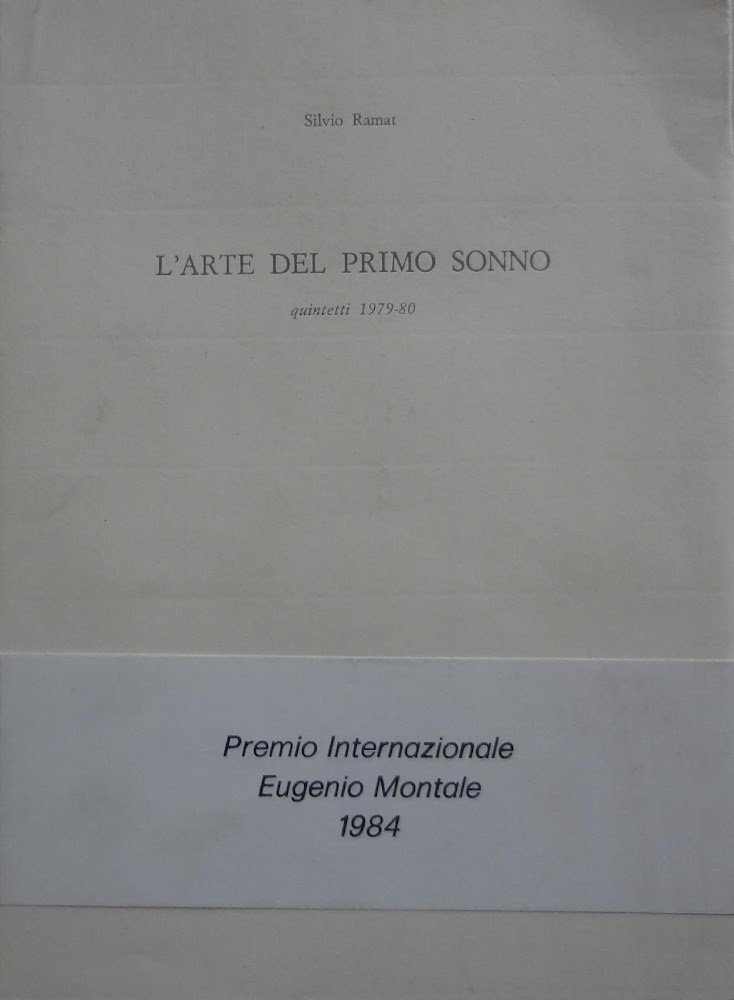 Silvio Ramat
L'ARTE DEL PRIMO SONNO
quintetti 1979-80
Premio Internazionale
Eugenio Montale
1984